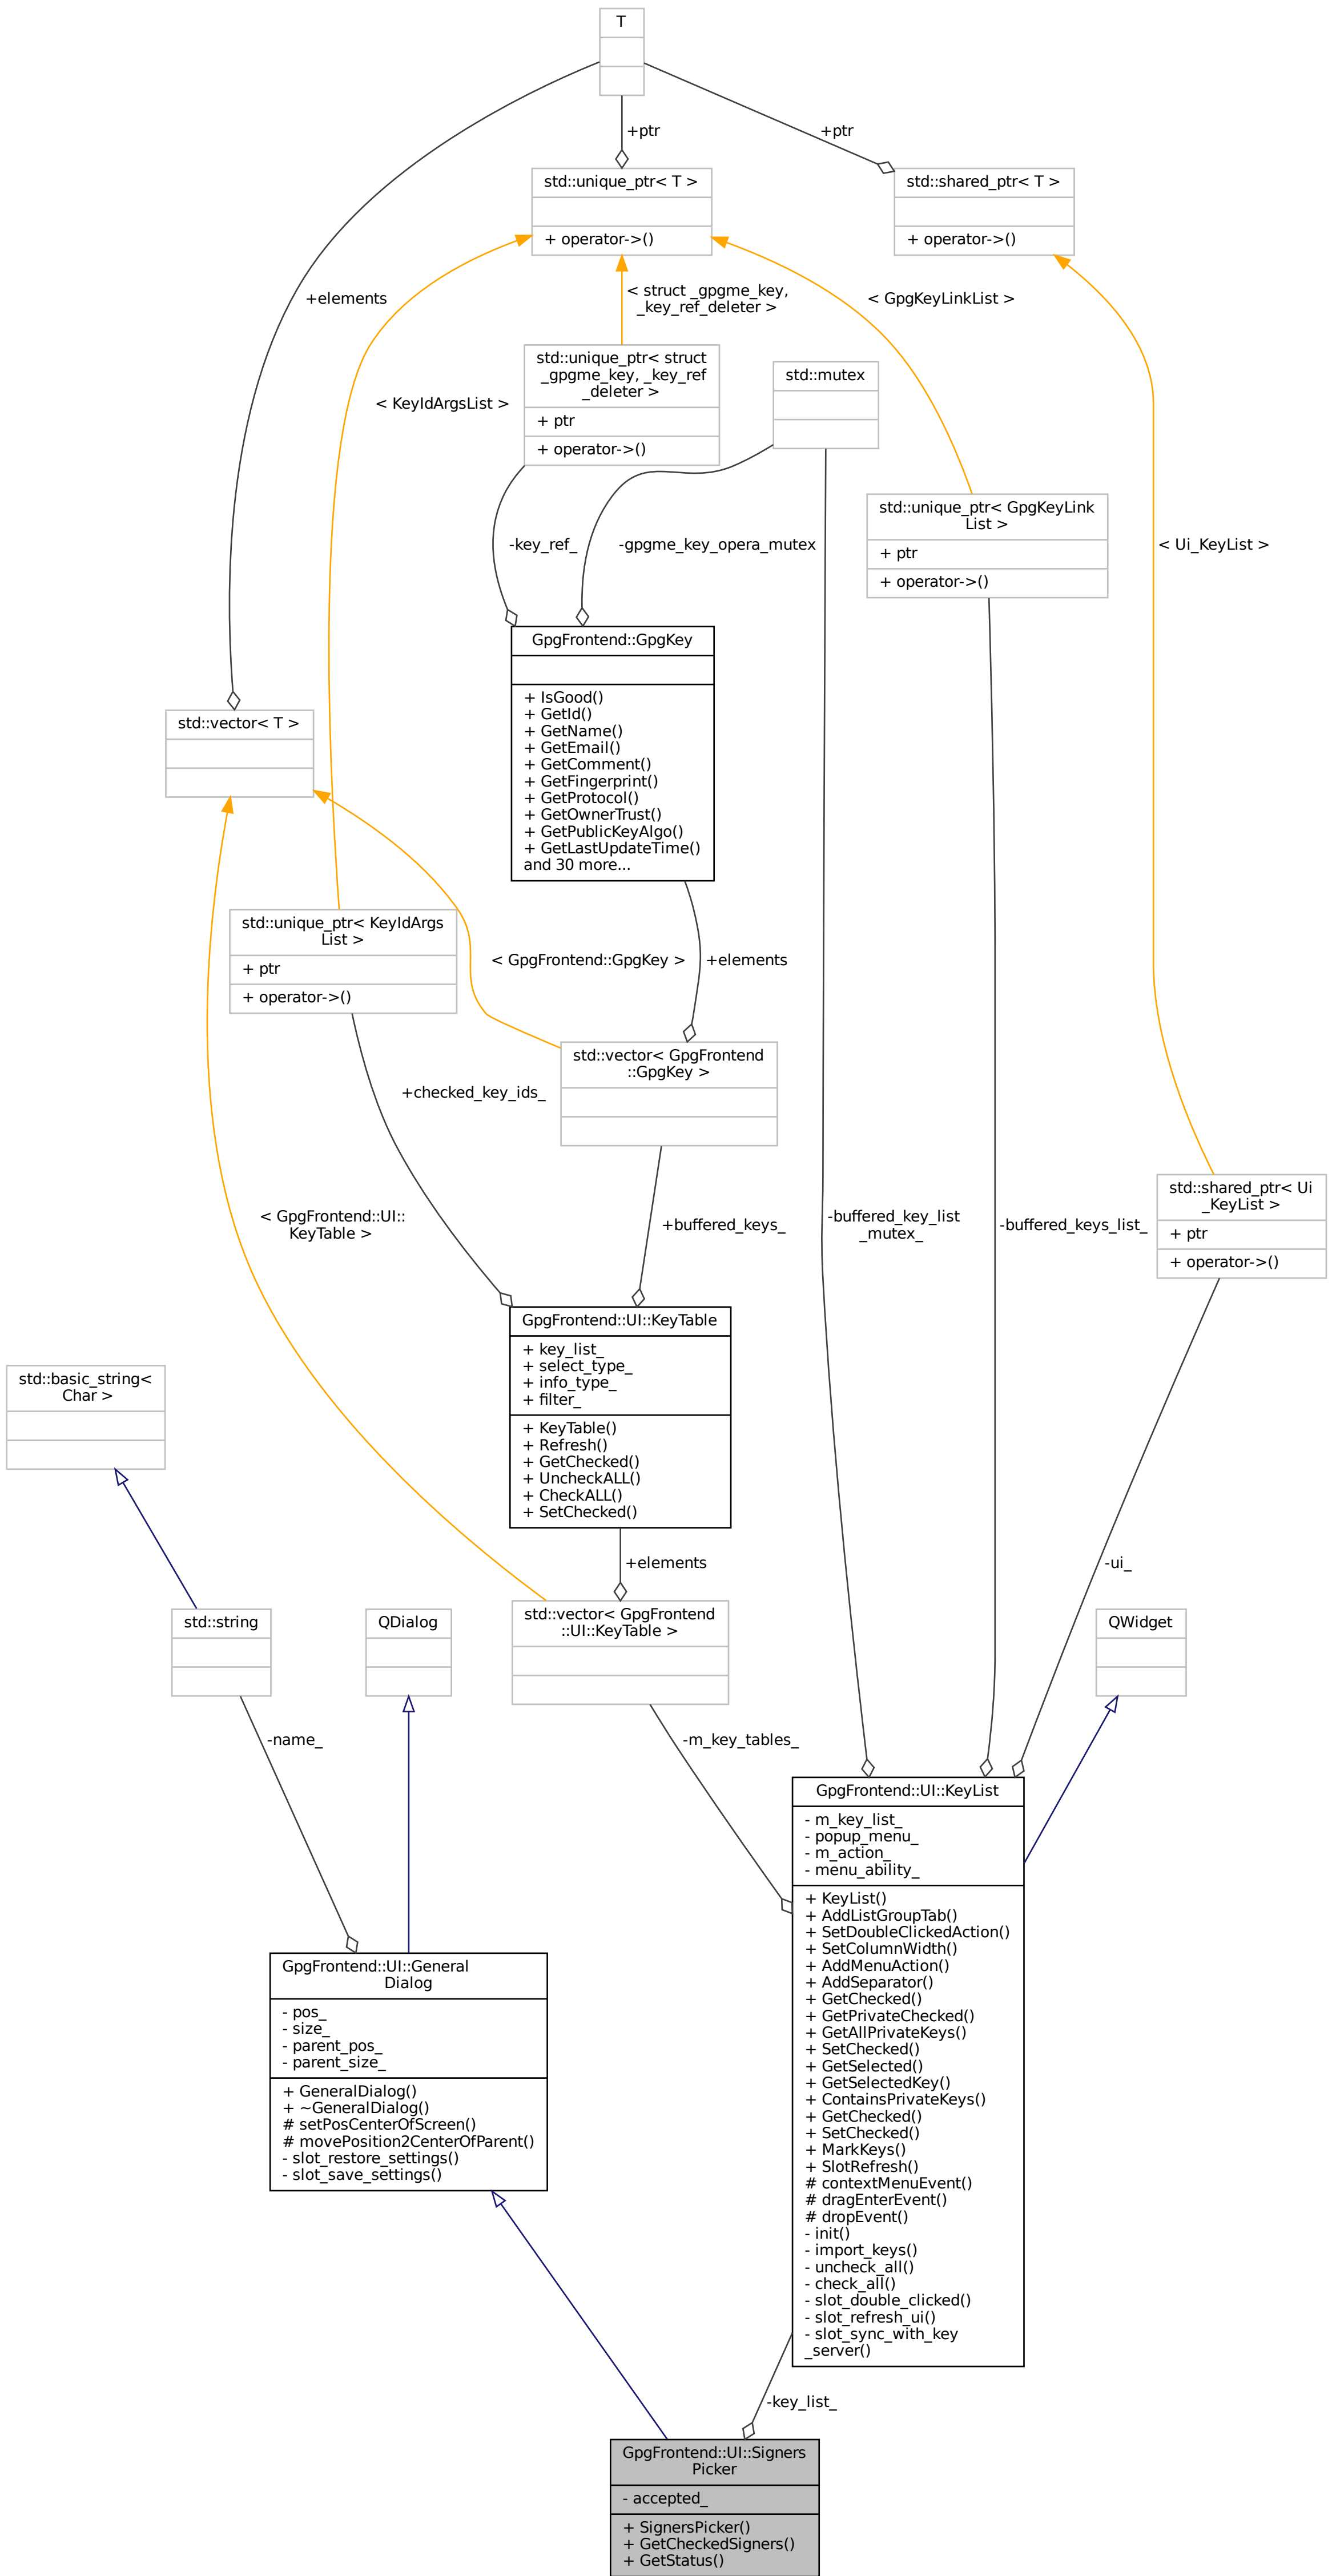 T
+ptr
+ptr
std::unique_ptr< T >
+ operator->()
std::shared_ptr< T >
+ operator->()
+elements
< struct _gpgme_key,
_key_ref_deleter >
< GpgKeyLinkList >
std::unique_ptr< struct
_gpgme_key, _key_ref
_deleter >
+ ptr
+ operator->()
std::mutex
< KeyIdArgsList >
std::unique_ptr< GpgKeyLink
List >
+ ptr
+ operator->()
-key_ref_
-gpgme_key_opera_mutex
< Ui_KeyList >
GpgFrontend::GpgKey
+ IsGood()
+ GetId()
+ GetName()
+ GetEmail()
+ GetComment()
+ GetFingerprint()
+ GetProtocol()
+ GetOwnerTrust()
+ GetPublicKeyAlgo()
+ GetLastUpdateTime()
and 30 more...
std::vector< T >
std::unique_ptr< KeyIdArgs
List >
+ ptr
+ operator->()
< GpgFrontend::GpgKey >
+elements
std::vector< GpgFrontend
::GpgKey >
+checked_key_ids_
< GpgFrontend::UI::
KeyTable >
+buffered_keys_
-buffered_key_list
_mutex_
-buffered_keys_list_
std::shared_ptr< Ui
_KeyList >
+ ptr
+ operator->()
GpgFrontend::UI::KeyTable
+ key_list_
+ select_type_
+ info_type_
+ filter_
+ KeyTable()
+ Refresh()
+ GetChecked()
+ UncheckALL()
+ CheckALL()
+ SetChecked()
std::basic_string<
Char >
+elements
-ui_
std::string
QDialog
std::vector< GpgFrontend
::UI::KeyTable >
QWidget
-name_
-m_key_tables_
GpgFrontend::UI::KeyList
- m_key_list_
- popup_menu_
- m_action_
- menu_ability_
+ KeyList()
+ AddListGroupTab()
+ SetDoubleClickedAction()
+ SetColumnWidth()
+ AddMenuAction()
+ AddSeparator()
+ GetChecked()
+ GetPrivateChecked()
+ GetAllPrivateKeys()
+ SetChecked()
+ GetSelected()
+ GetSelectedKey()
+ ContainsPrivateKeys()
+ GetChecked()
+ SetChecked()
+ MarkKeys()
+ SlotRefresh()
# contextMenuEvent()
# dragEnterEvent()
# dropEvent()
- init()
- import_keys()
- uncheck_all()
- check_all()
- slot_double_clicked()
- slot_refresh_ui()
- slot_sync_with_key
_server()
GpgFrontend::UI::General
Dialog
- pos_
- size_
- parent_pos_
- parent_size_
+ GeneralDialog()
+ ~GeneralDialog()
# setPosCenterOfScreen()
# movePosition2CenterOfParent()
- slot_restore_settings()
- slot_save_settings()
-key_list_
GpgFrontend::UI::Signers
Picker
- accepted_
+ SignersPicker()
+ GetCheckedSigners()
+ GetStatus()